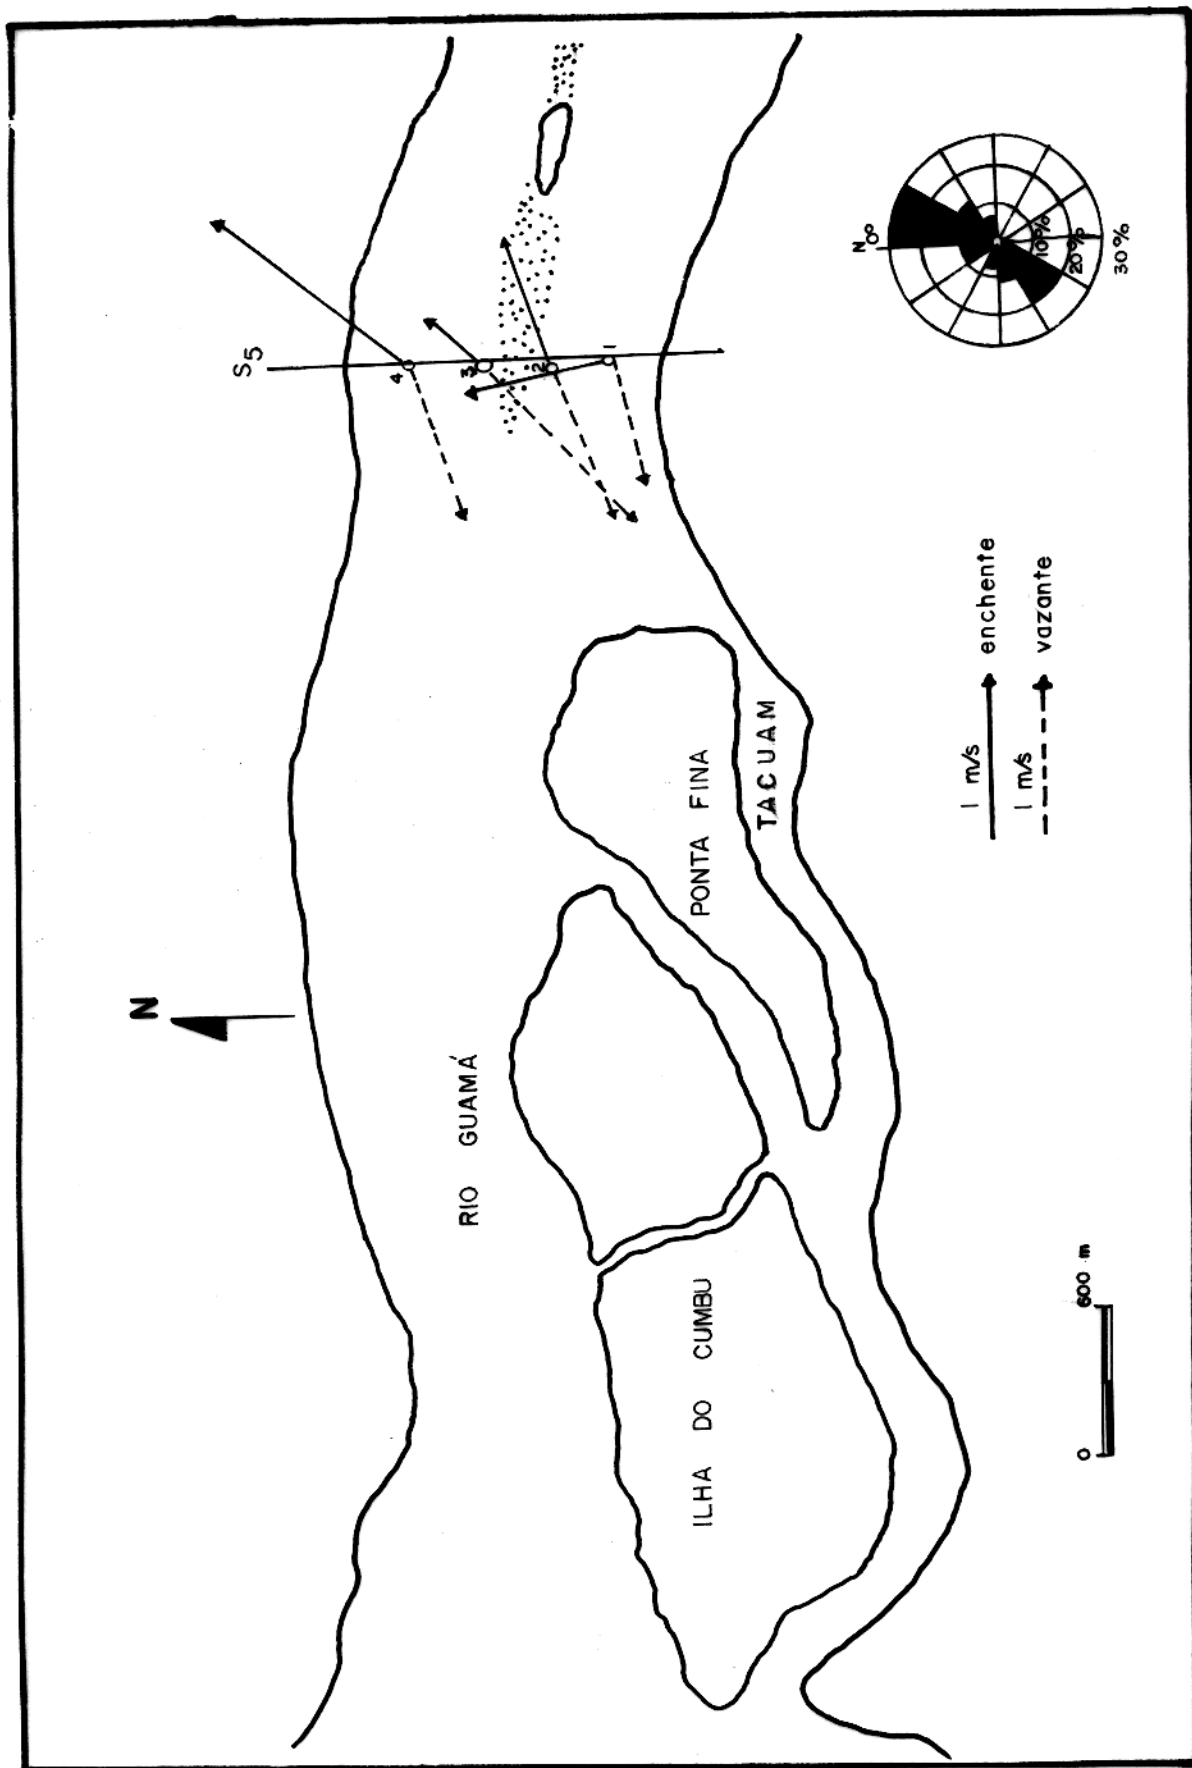 N
S5
4
3
2
1
N 0°
10%
20%
30%
RIO GUAMÁ
PONTA FINA
TACUAM
ILHA DO CUMBU
1 m/s
enchente
1 m/s
vazante
0
600 m